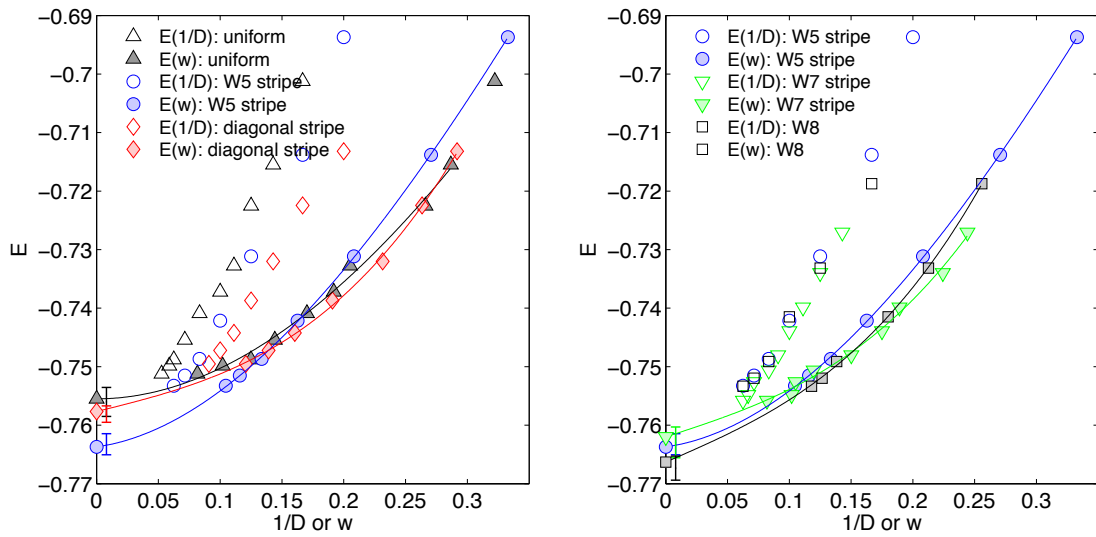 −0.69
−0.7
−0.71
−0.72
−0.73
−0.74
−0.75
−0.76
−0.77
E
0
0.05
0.1
0.15
0.2
0.25
0.3
1/D or w
E(1/D): uniform
E(w): uniform
E(1/D): W5 stripe
E(w): W5 stripe
E(1/D): diagonal stripe
E(w): diagonal stripe
−0.69
−0.7
−0.71
−0.72
−0.73
−0.74
−0.75
−0.76
−0.77
E
0
0.05
0.1
0.15
0.2
0.25
0.3
1/D or w
E(1/D): W5 stripe
E(w): W5 stripe
E(1/D): W7 stripe
E(w): W7 stripe
E(1/D): W8
E(w): W8